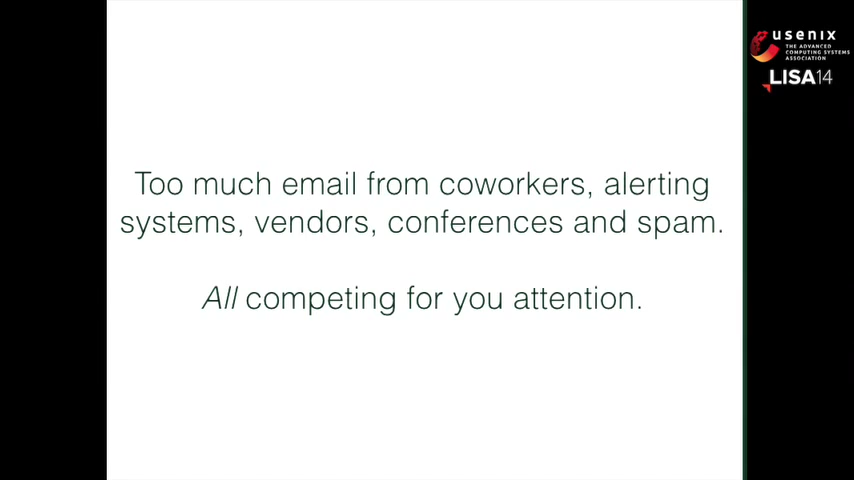 usenix
THE ADVANCED
COMPUTING SYSTEMS
ASSOCIATION
LISA14
Too much email from coworkers, alerting
systems, vendors, conferences and spam.
All competing for you attention.